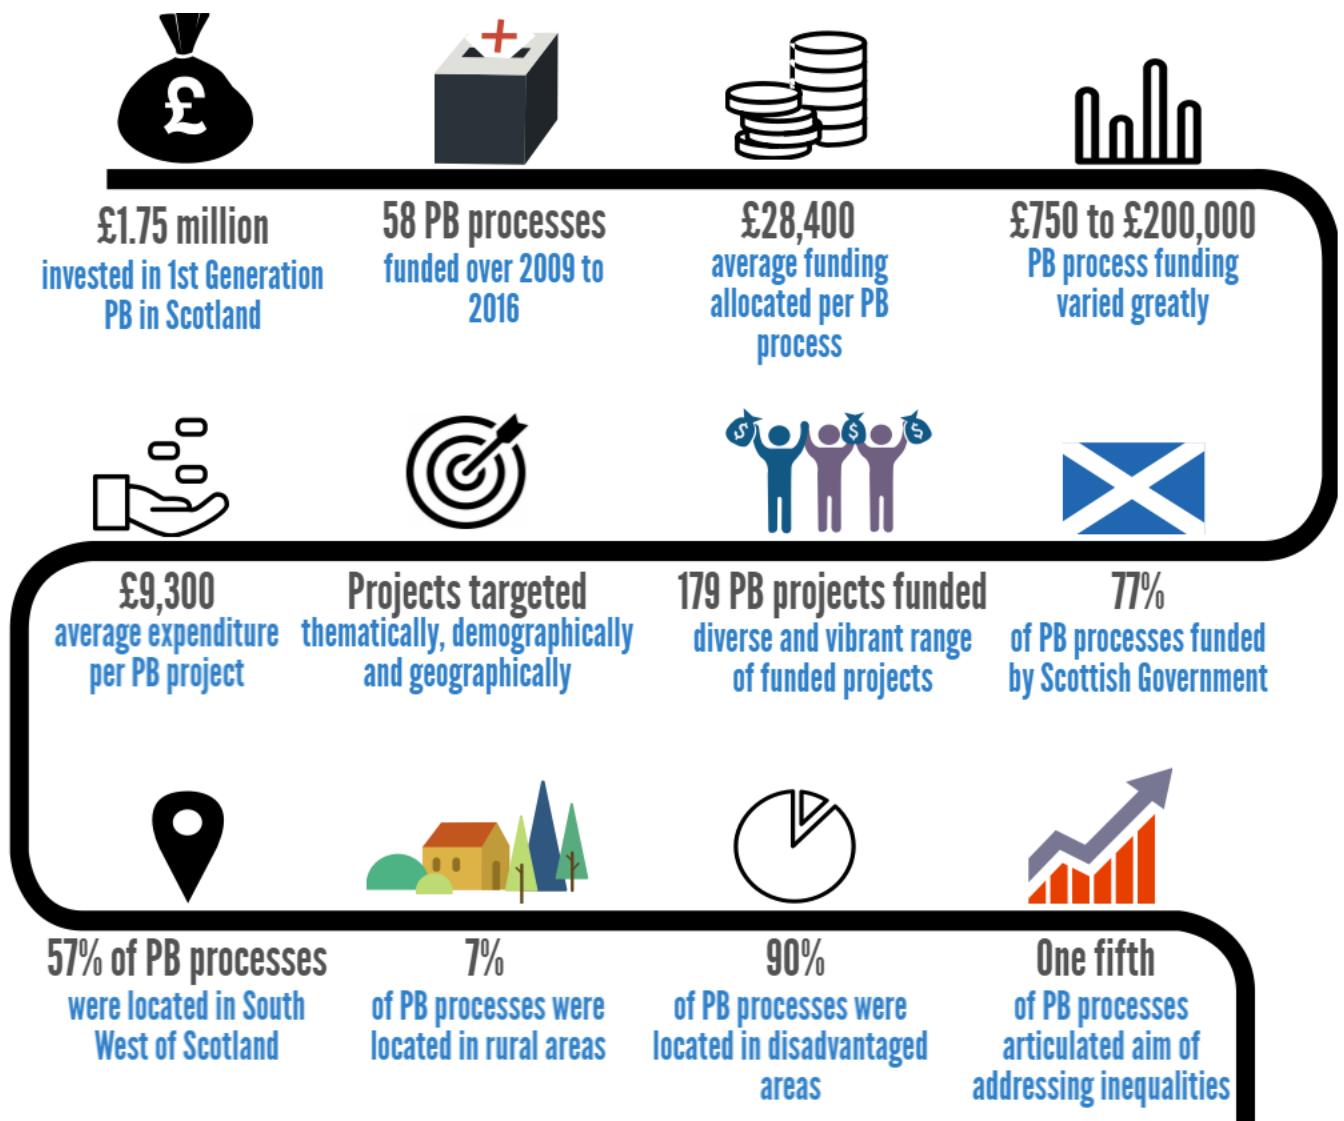 £
£1.75 million
invested in 1st Generation
PB in Scotland
58 PB processes
funded over 2009 to
2016
£28,400
average funding
allocated per PB
process
£750 to £200,000
PB process funding
varied greatly
$ $ $
£9,300
average expenditure
per PB project
Projects targeted
thematically, demographically
and geographically
179 PB projects funded
diverse and vibrant range
of funded projects
77%
of PB processes funded
by Scottish Government
57% of PB processes
were located in South
West of Scotland
7%
of PB processes were
located in rural areas
90%
of PB processes were
located in disadvantaged
areas
One fifth
of PB processes
articulated aim of
addressing inequalities